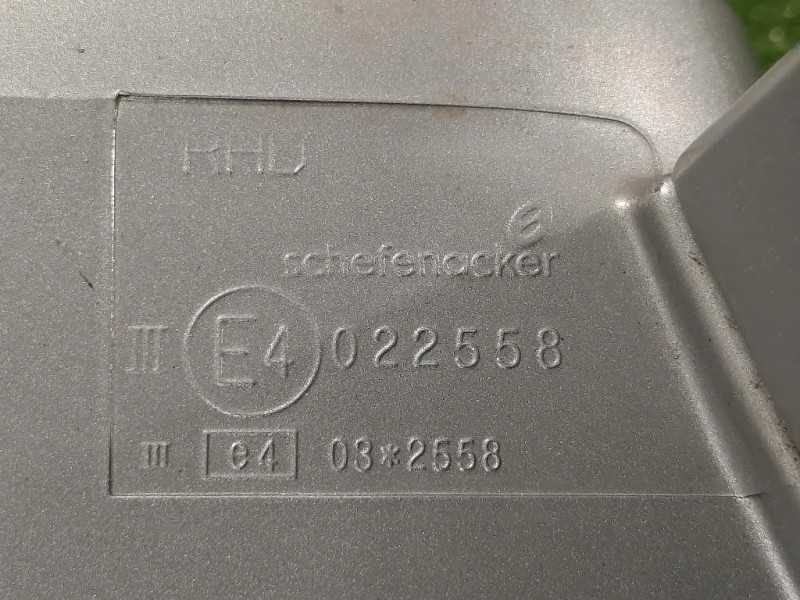 RHD
schefenacker
III E4 022558
III e4 03*2558